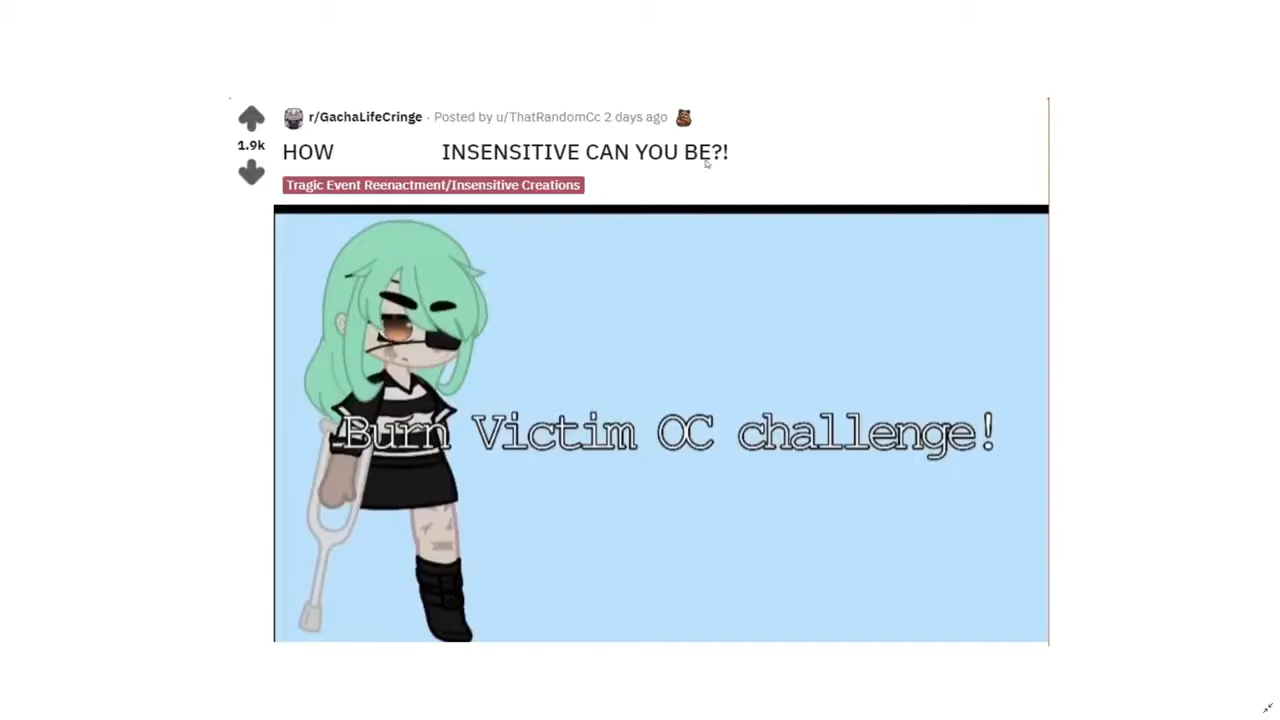 r/GachaLifeCringe · Posted by u/ThatRandomCc 2 days ago
1.9k
HOW INSENSITIVE CAN YOU BE?!
Tragic Event Reenactment/Insensitive Creations
Burn Victim OC challenge!